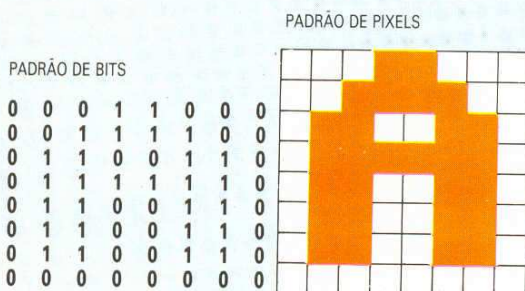 PADRÃO DE PIXELS
PADRÃO DE BITS
0 0 0 1 1 0 0 0
0 0 1 1 1 1 0 0
0 1 1 0 0 1 1 0
0 1 1 1 1 1 1 0
0 1 1 0 0 1 1 0
0 1 1 0 0 1 1 0
0 1 1 0 0 1 1 0
0 0 0 0 0 0 0 0